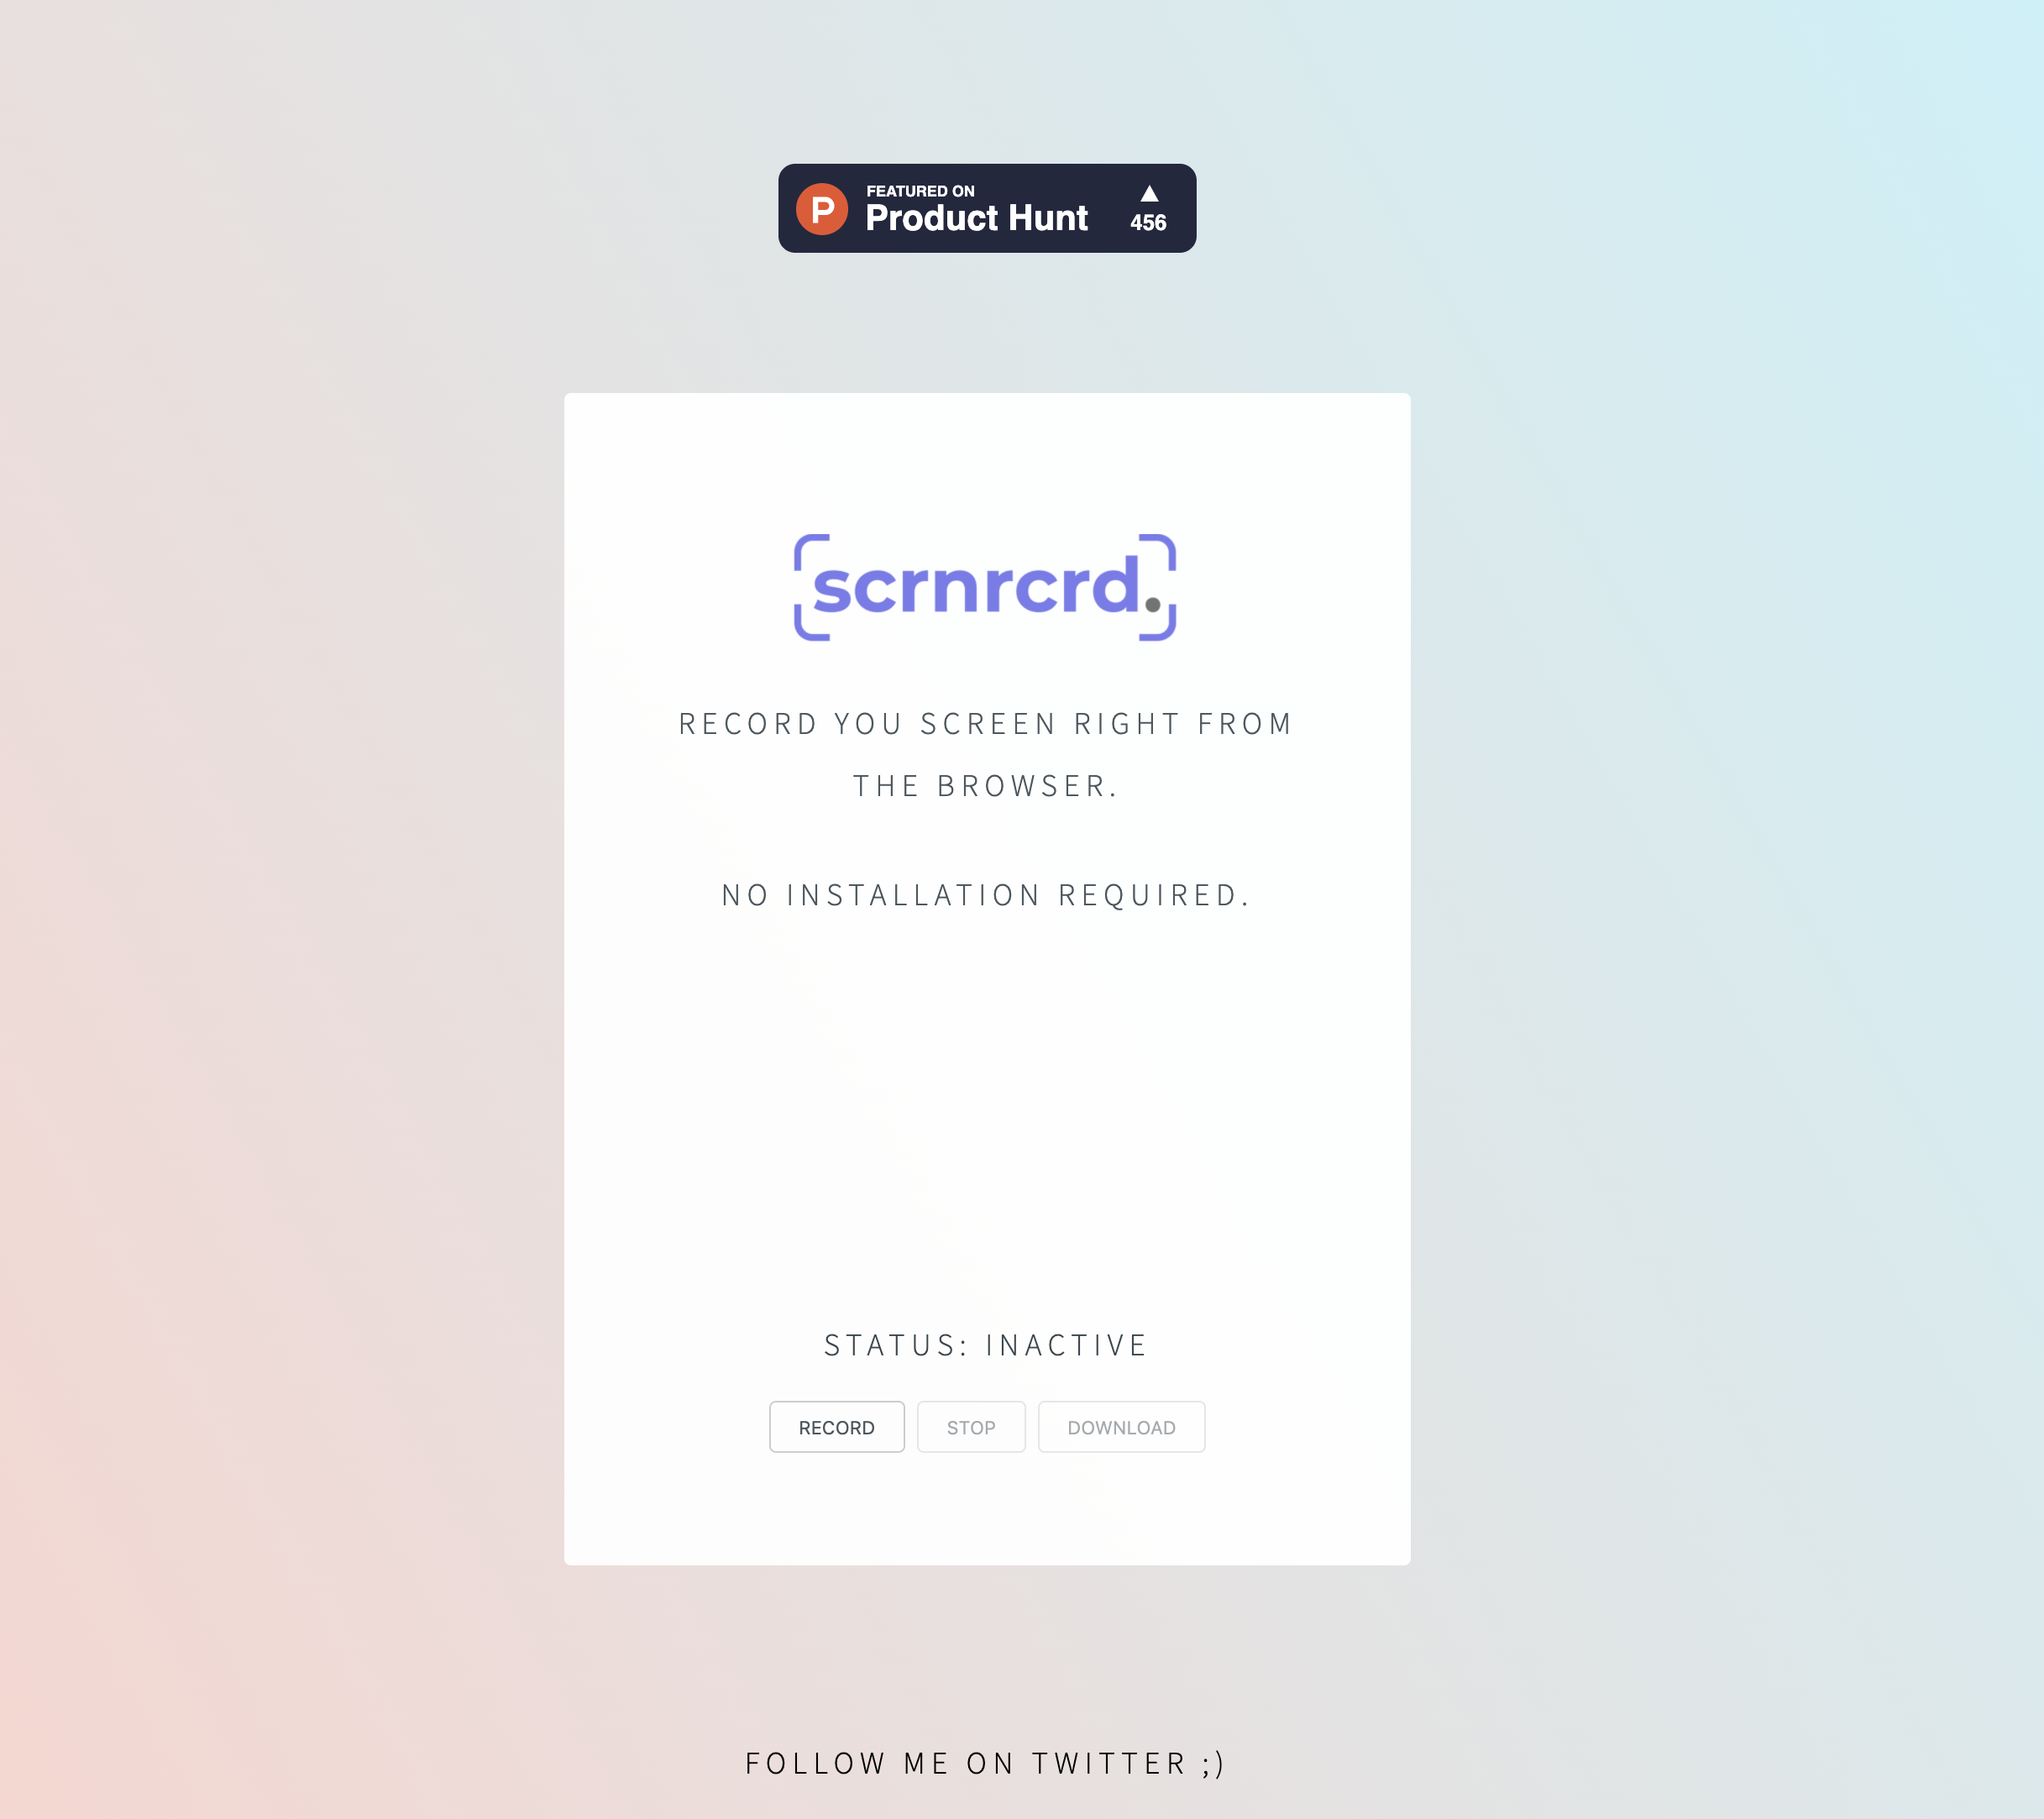 FEATURED ON
Product Hunt
456
scrnrcrd.
RECORD YOU SCREEN RIGHT FROM
THE BROWSER.
NO INSTALLATION REQUIRED.
STATUS: INACTIVE
RECORD STOP DOWNLOAD
FOLLOW ME ON TWITTER ;)